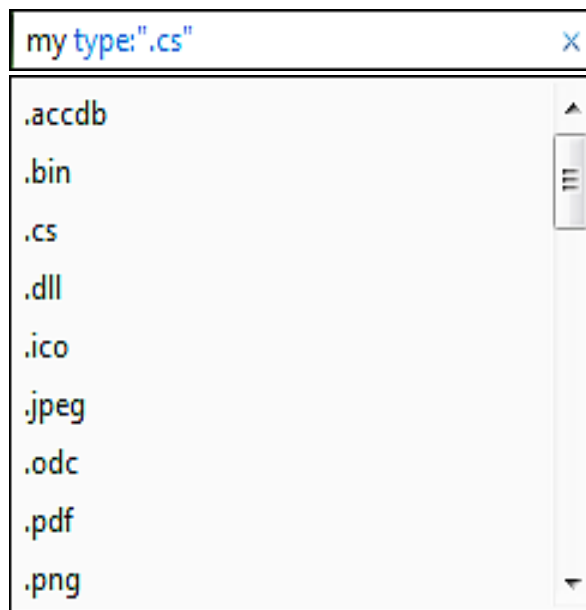 my type:".cs"
.accdb
.bin
.cs
.dll
.ico
.jpeg
.odc
.pdf
.png